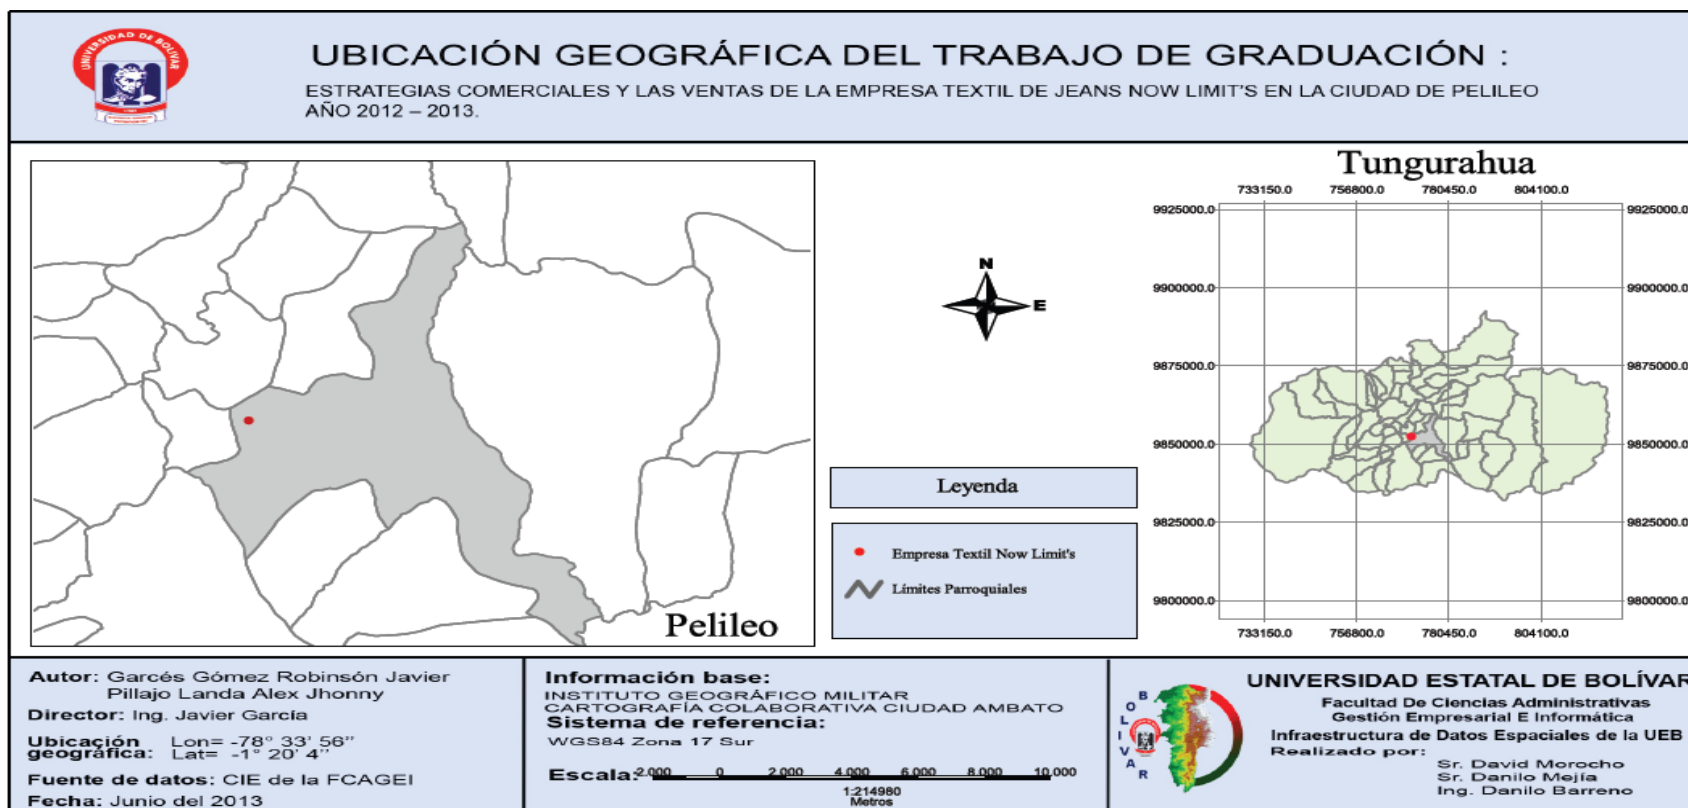 UNIVERSIDAD DE BOLIVAR
UBICACIÓN GEOGRÁFICA DEL TRABAJO DE GRADUACIÓN :
ESTRATEGIAS COMERCIALES Y LAS VENTAS DE LA EMPRESA TEXTIL DE JEANS NOW LIMIT'S EN LA CIUDAD DE PELILEO
AÑO 2012 – 2013.
Pelileo
N
E
Leyenda
Empresa Textil Now Limit's
Límites Parroquiales
Tungurahua
733150.0 756800.0 780450.0 804100.0
9925000.0 9925000.0
9900000.0 9900000.0
9875000.0 9875000.0
9850000.0 9850000.0
9825000.0 9825000.0
9800000.0 9800000.0
733150.0 756800.0 780450.0 804100.0
Autor: Garcés Gómez Robinsón Javier
Pillajo Landa Alex Jhonny
Director: Ing. Javier García
Ubicación geográfica: Lon= -78° 33' 56"
Lat= -1° 20' 4"
Fuente de datos: CIE de la FCAGEI
Fecha: Junio del 2013
Información base:
INSTITUTO GEOGRÁFICO MILITAR
CARTOGRAFÍA COLABORATIVA CIUDAD AMBATO
Sistema de referencia:
WGS84 Zona 17 Sur
Escala: 2.000 0 2.000 4.000 6.000 8.000 10.000
1:214980
Metros
BOLIVAR
UNIVERSIDAD ESTATAL DE BOLÍVAR
Facultad De Ciencias Administrativas
Gestión Empresarial E Informática
Infraestructura de Datos Espaciales de la UEB
Realizado por:
Sr. David Morocho
Sr. Danilo Mejía
Ing. Danilo Barreno